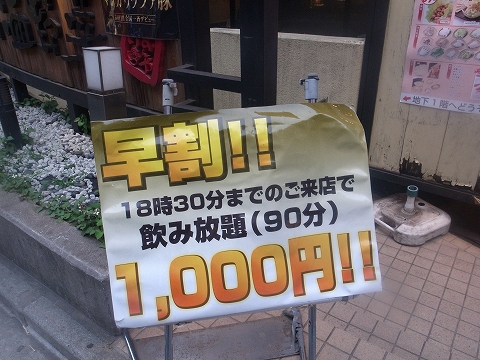 早割!!
18時30分までのご来店で
飲み放題(90分)
1,000円!!
地下1階へどうぞ